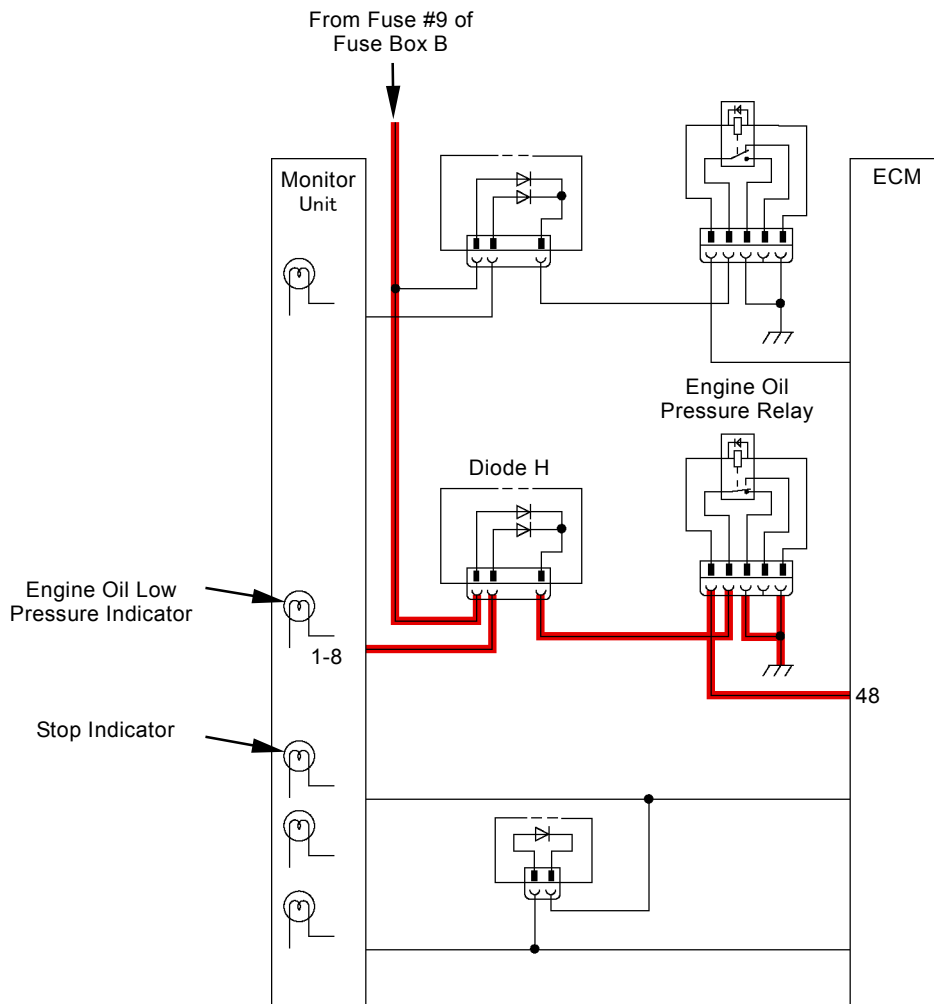 From Fuse #9 of
Fuse Box B
Monitor
Unit
ECM
Engine Oil
Pressure Relay
Diode H
Engine Oil Low
Pressure Indicator
1-8
48
Stop Indicator